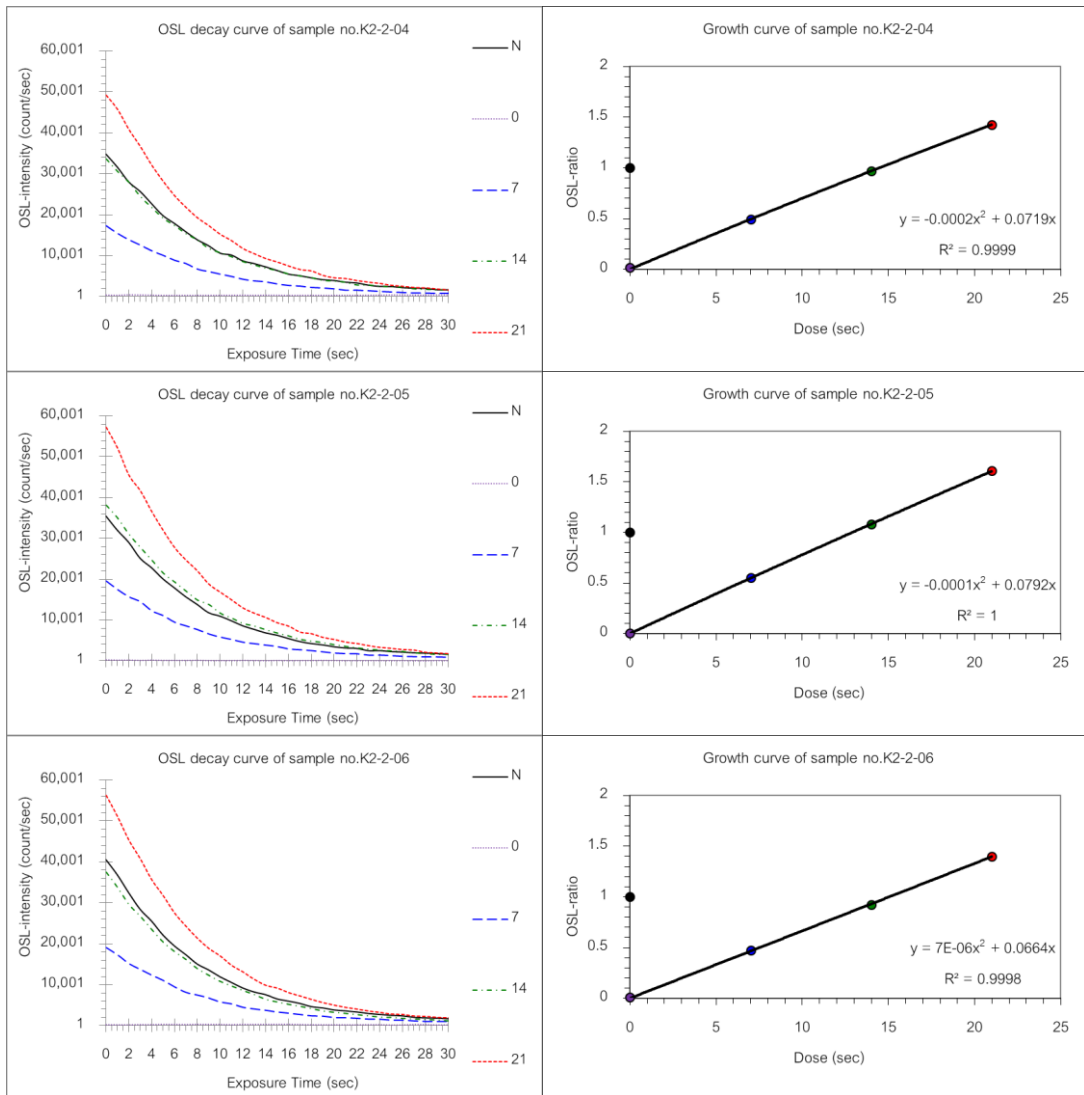 OSL decay curve of sample no.K2-2-04
OSL-intensity (count/sec)
60,001
50,001
40,001
30,001
20,001
10,001
1
0 2 4 6 8 10 12 14 16 18 20 22 24 26 28 30
Exposure Time (sec)
N
0
7
14
21
Growth curve of sample no.K2-2-04
OSL-ratio
2
1.5
1
0.5
0
0 5 10 15 20 25
Dose (sec)
y = -0.0002x² + 0.0719x
R² = 0.9999
OSL decay curve of sample no.K2-2-05
OSL-intensity (count/sec)
60,001
50,001
40,001
30,001
20,001
10,001
1
0 2 4 6 8 10 12 14 16 18 20 22 24 26 28 30
Exposure Time (sec)
N
0
7
14
21
Growth curve of sample no.K2-2-05
OSL-ratio
2
1.5
1
0.5
0
0 5 10 15 20 25
Dose (sec)
y = -0.0001x² + 0.0792x
R² = 1
OSL decay curve of sample no.K2-2-06
OSL-intensity (count/sec)
60,001
50,001
40,001
30,001
20,001
10,001
1
0 2 4 6 8 10 12 14 16 18 20 22 24 26 28 30
Exposure Time (sec)
N
0
7
14
21
Growth curve of sample no.K2-2-06
OSL-ratio
2
1.5
1
0.5
0
0 5 10 15 20 25
Dose (sec)
y = 7E-06x² + 0.0664x
R² = 0.9998